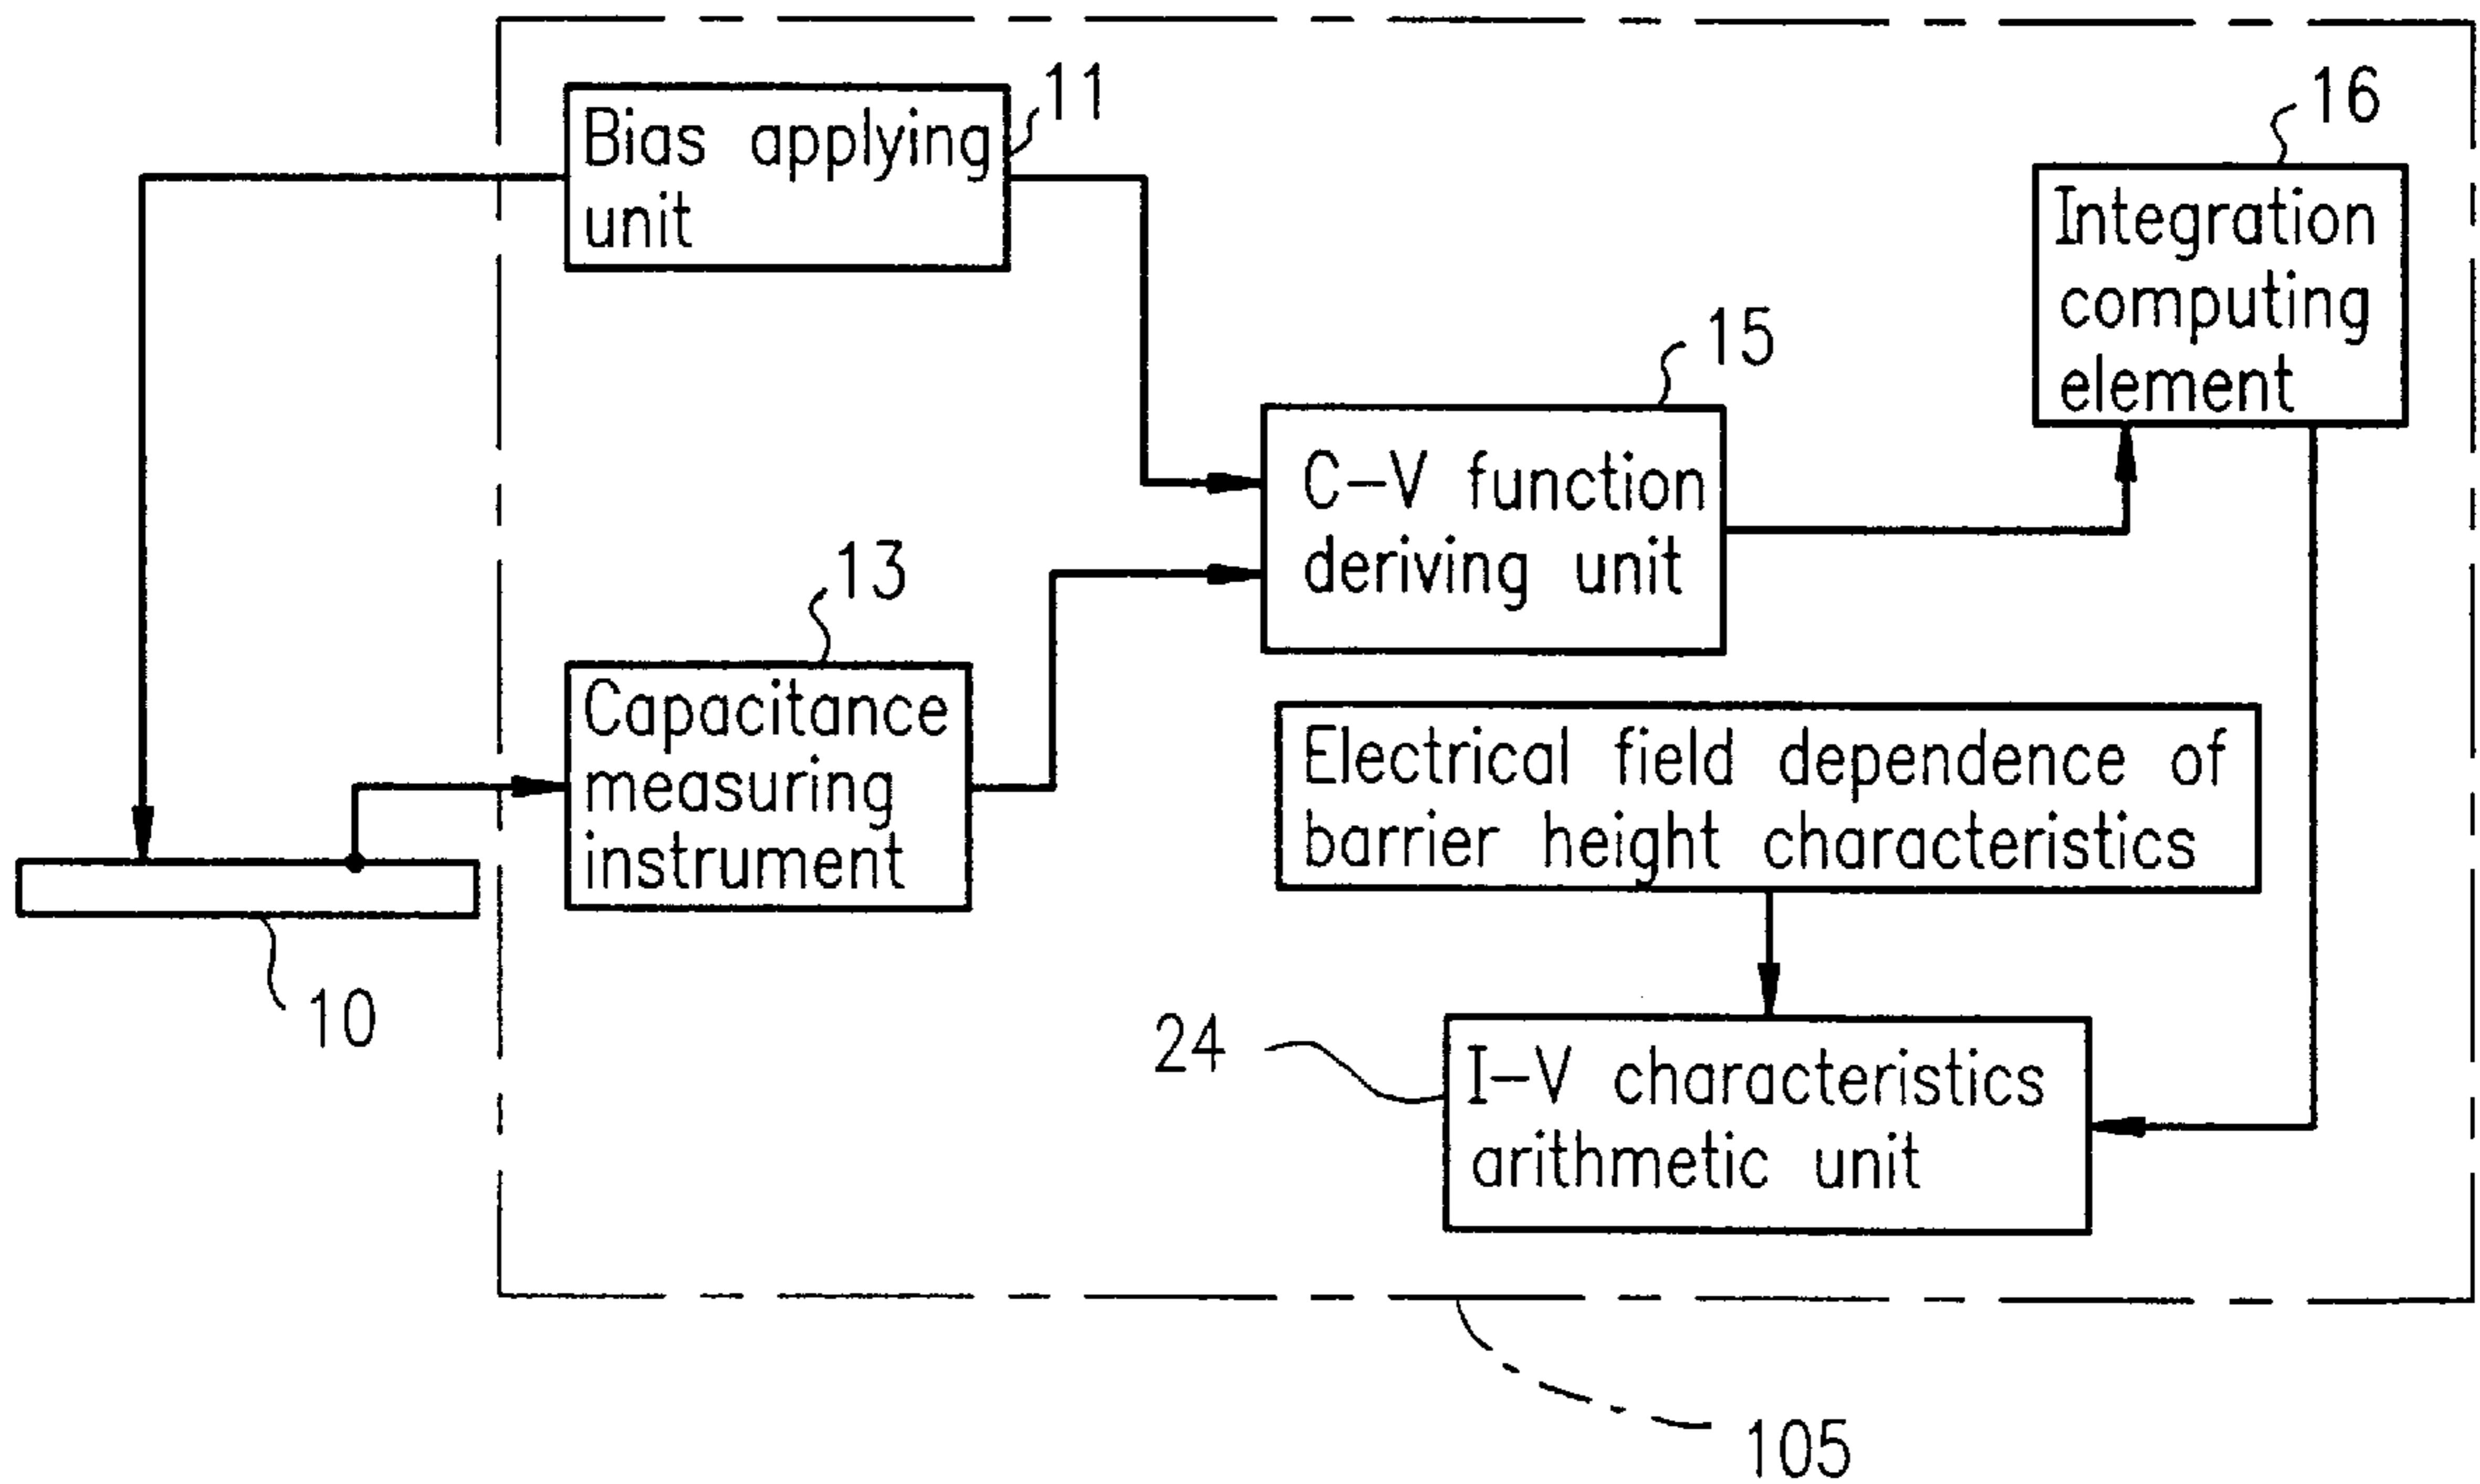 11
Bias applying
unit
16
Integration
computing
element
15
C-V function
deriving unit
13
Capacitance
measuring
instrument
Electrical field dependence of
barrier height characteristics
10
24
I-V characteristics
arithmetic unit
105